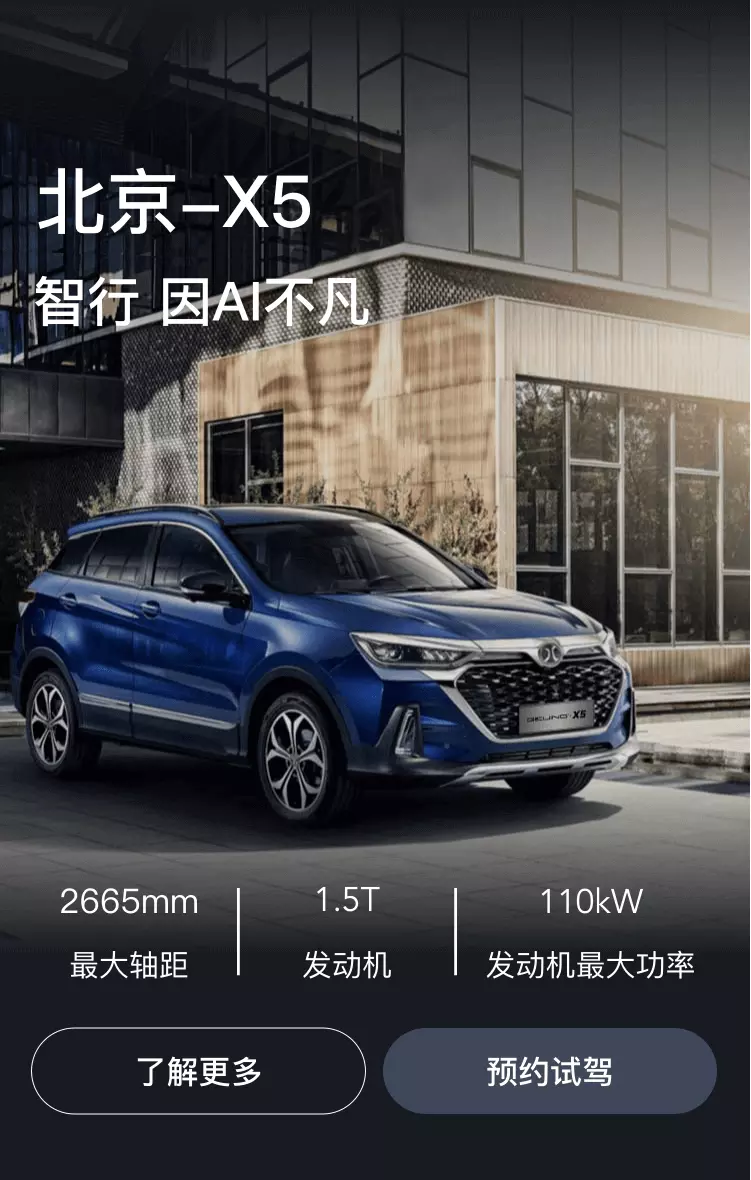 北京-X5
智行 因AI不凡
BEIJING-X5
2665mm
1.5T
110kW
最大轴距
发动机
发动机最大功率
了解更多
预约试驾